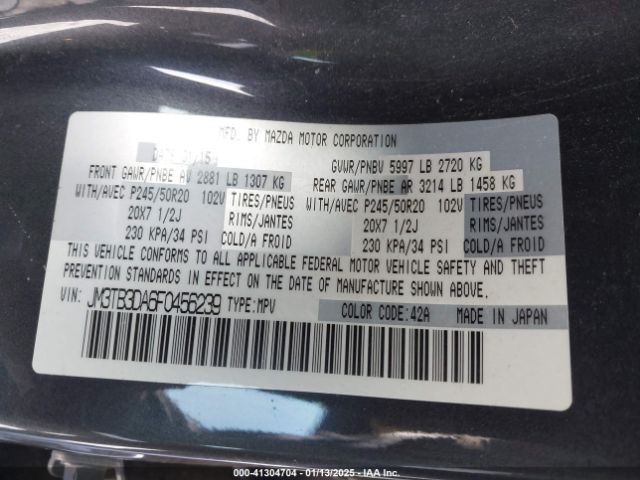 MFD. BY MAZDA MOTOR CORPORATION
DATE 01/15 GVWR/PNBV 5997 LB 2720 KG
FRONT GAWR/PNBE AV 2881 LB 1307 KG REAR GAWR/PNBE AR 3214 LB 1458 KG
WITH/AVEC P245/50R20 102V TIRES/PNEUS WITH/AVEC P245/50R20 102V TIRES/PNEUS
20X7 1/2J RIMS/JANTES 20X7 1/2J RIMS/JANTES
230 KPA/34 PSI COLD/A FROID 230 KPA/34 PSI COLD/A FROID
THIS VEHICLE CONFORMS TO ALL APPLICABLE FEDERAL MOTOR VEHICLE SAFETY AND THEFT
PREVENTION STANDARDS IN EFFECT ON THE DATE OF MANUFACTURE SHOWN ABOVE.
VIN: JM3TB3DA6F0456239 TYPE:MPV COLOR CODE:42A MADE IN JAPAN
000-41304704 - 01/13/2025 - IAA Inc.